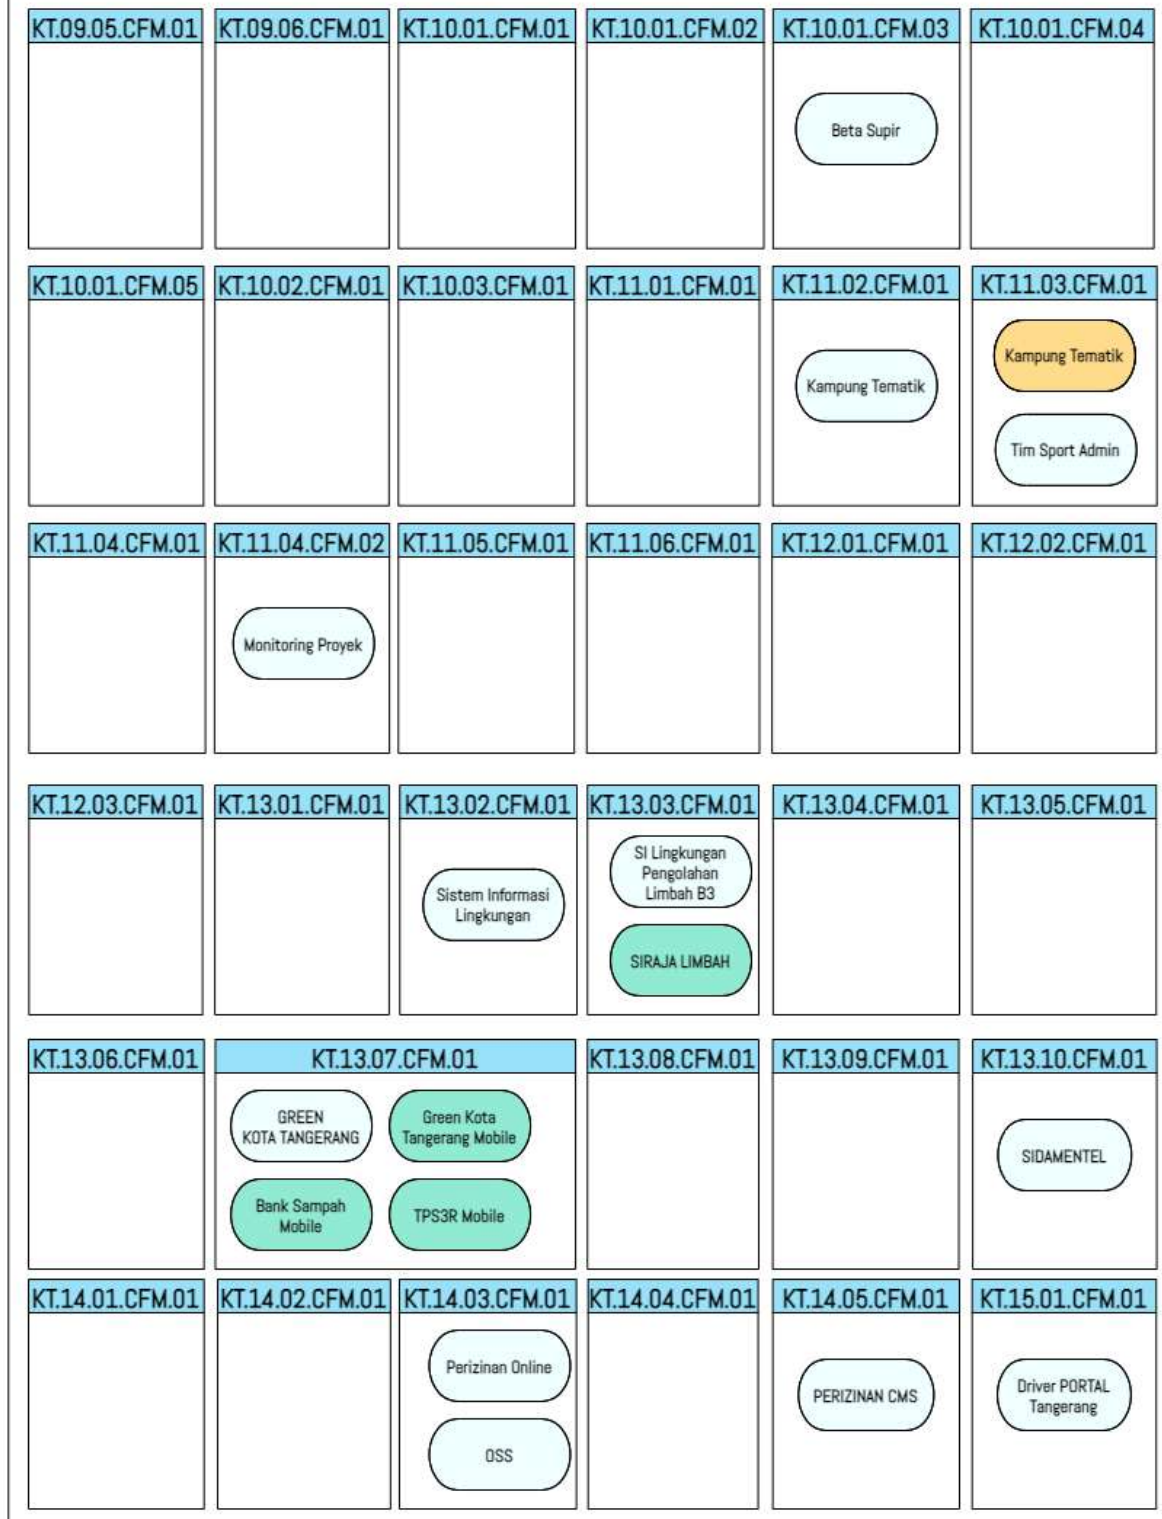 KT.09.05.CFM.01
KT.09.06.CFM.01
KT.10.01.CFM.01
KT.10.01.CFM.02
KT.10.01.CFM.03
KT.10.01.CFM.04
Beta Supir
KT.10.01.CFM.05
KT.10.02.CFM.01
KT.10.03.CFM.01
KT.11.01.CFM.01
KT.11.02.CFM.01
KT.11.03.CFM.01
Kampung Tematik
Kampung Tematik
Tim Sport Admin
KT.11.04.CFM.01
KT.11.04.CFM.02
KT.11.05.CFM.01
KT.11.06.CFM.01
KT.12.01.CFM.01
KT.12.02.CFM.01
Monitoring Proyek
KT.12.03.CFM.01
KT.13.01.CFM.01
KT.13.02.CFM.01
KT.13.03.CFM.01
KT.13.04.CFM.01
KT.13.05.CFM.01
Sistem Informasi
Lingkungan
SI Lingkungan
Pengolahan
Limbah B3
SIRAJA LIMBAH
KT.13.06.CFM.01
KT.13.07.CFM.01
KT.13.08.CFM.01
KT.13.09.CFM.01
KT.13.10.CFM.01
GREEN
KOTA TANGERANG
Green Kota
Tangerang Mobile
Bank Sampah
Mobile
TPS3R Mobile
SIDAMENTEL
KT.14.01.CFM.01
KT.14.02.CFM.01
KT.14.03.CFM.01
KT.14.04.CFM.01
KT.14.05.CFM.01
KT.15.01.CFM.01
Perizinan Online
OSS
PERIZINAN CMS
Driver PORTAL
Tangerang